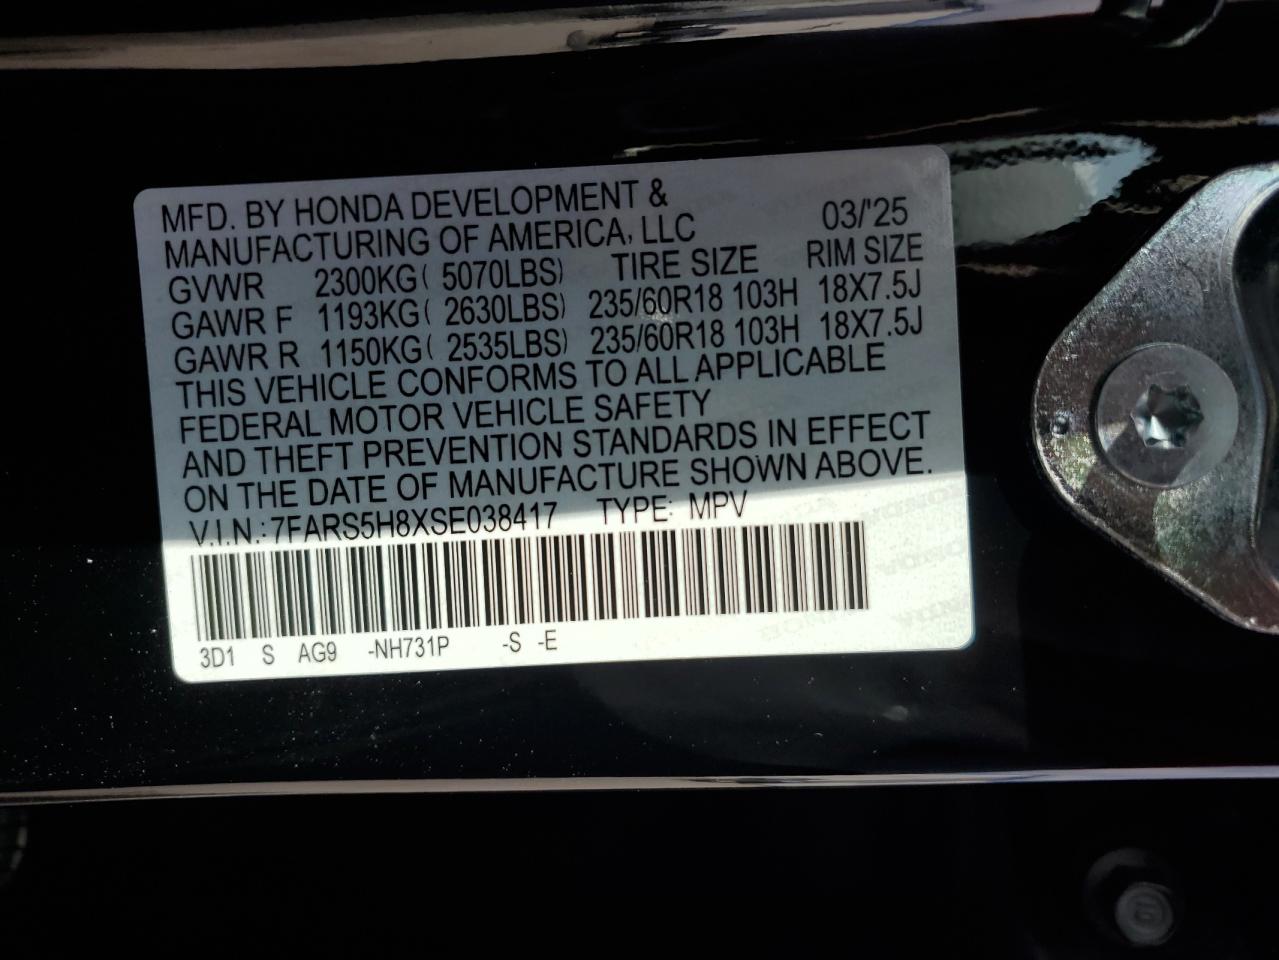 MFD. BY HONDA DEVELOPMENT &
MANUFACTURING OF AMERICA, LLC 03/'25
GVWR 2300KG( 5070LBS) TIRE SIZE RIM SIZE
GAWR F 1193KG( 2630LBS) 235/60R18 103H 18X7.5J
GAWR R 1150KG( 2535LBS) 235/60R18 103H 18X7.5J
THIS VEHICLE CONFORMS TO ALL APPLICABLE
FEDERAL MOTOR VEHICLE SAFETY
AND THEFT PREVENTION STANDARDS IN EFFECT
ON THE DATE OF MANUFACTURE SHOWN ABOVE.
V.I.N.: 7FARS5H8XSE038417 TYPE: MPV
3D1 S AG9 -NH731P -S -E